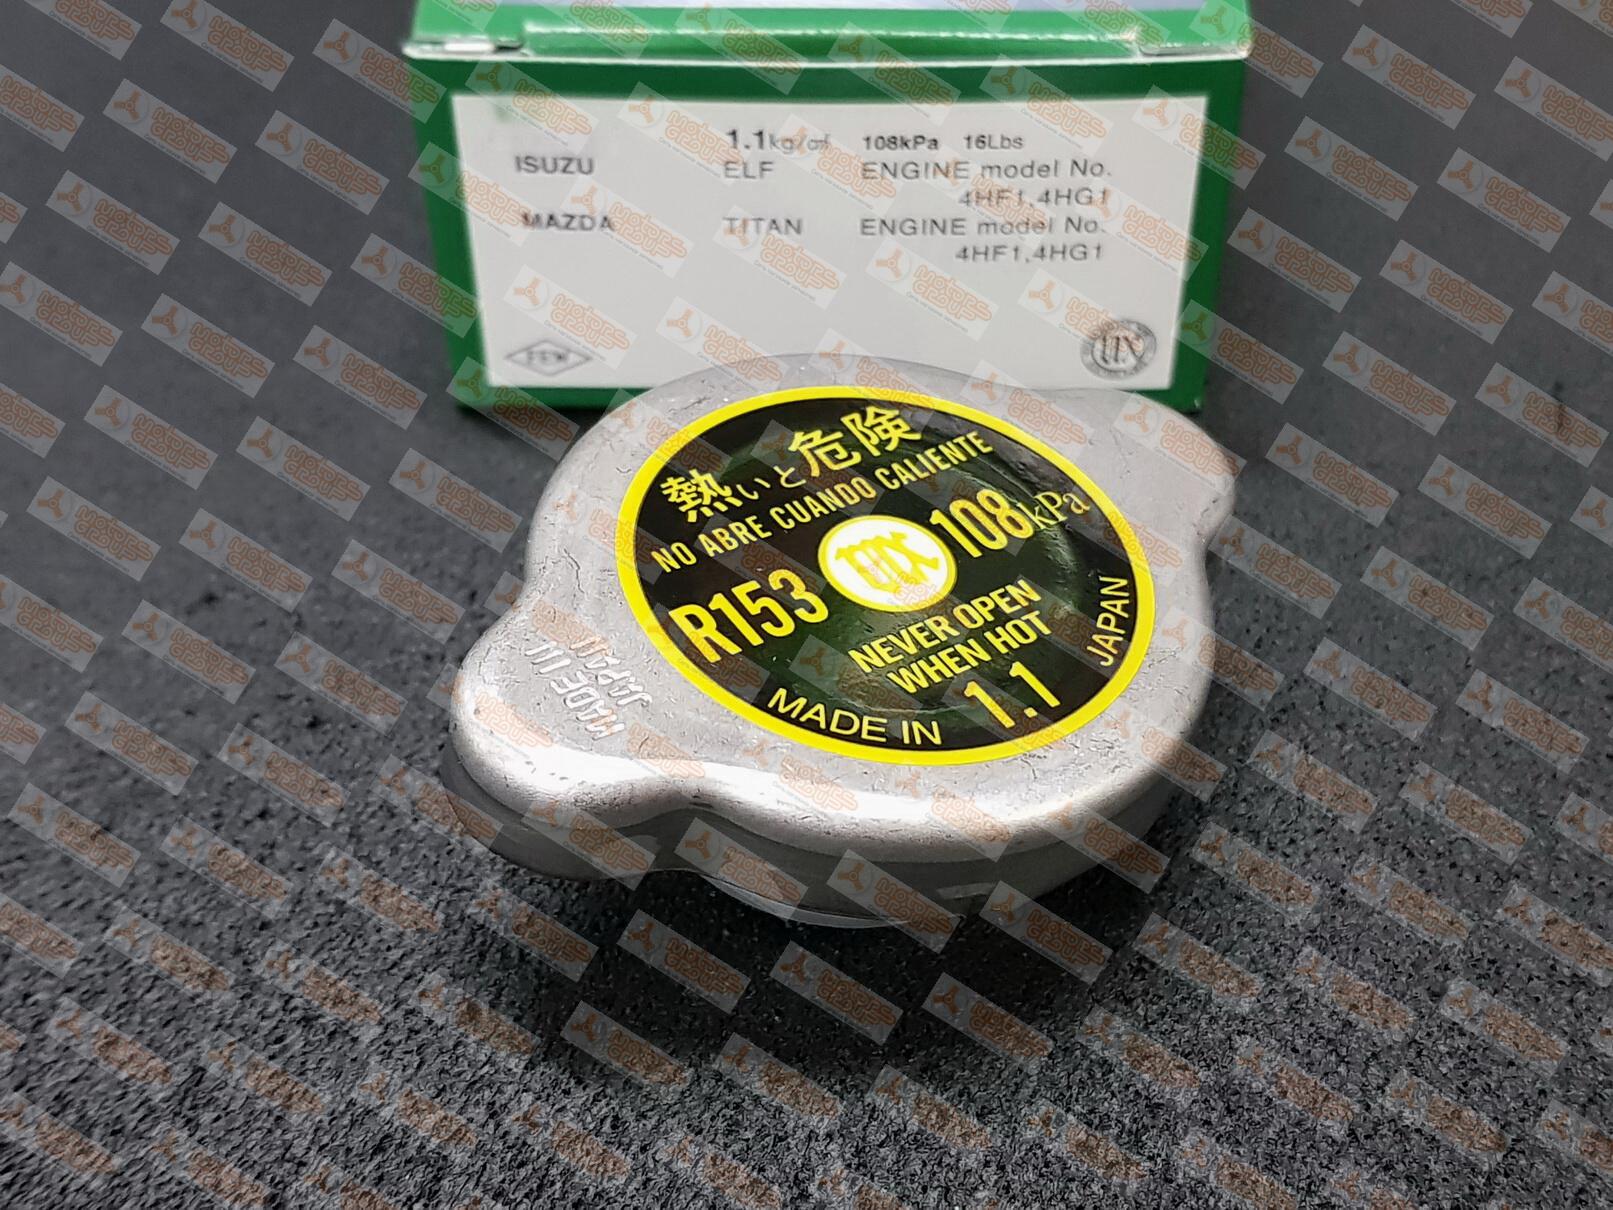 1.1kg/c㎡ 108kPa 16Lbs
ISUZU ELF ENGINE model No.
4HF1,4HG1
MAZDA TITAN ENGINE model No.
4HF1,4HG1
熱いと危険
NO ABRE CUANDO CALIENTE
R153
108kPa
NEVER OPEN
WHEN HOT
1.1
MADE IN JAPAN
MADE IN
JAPAN